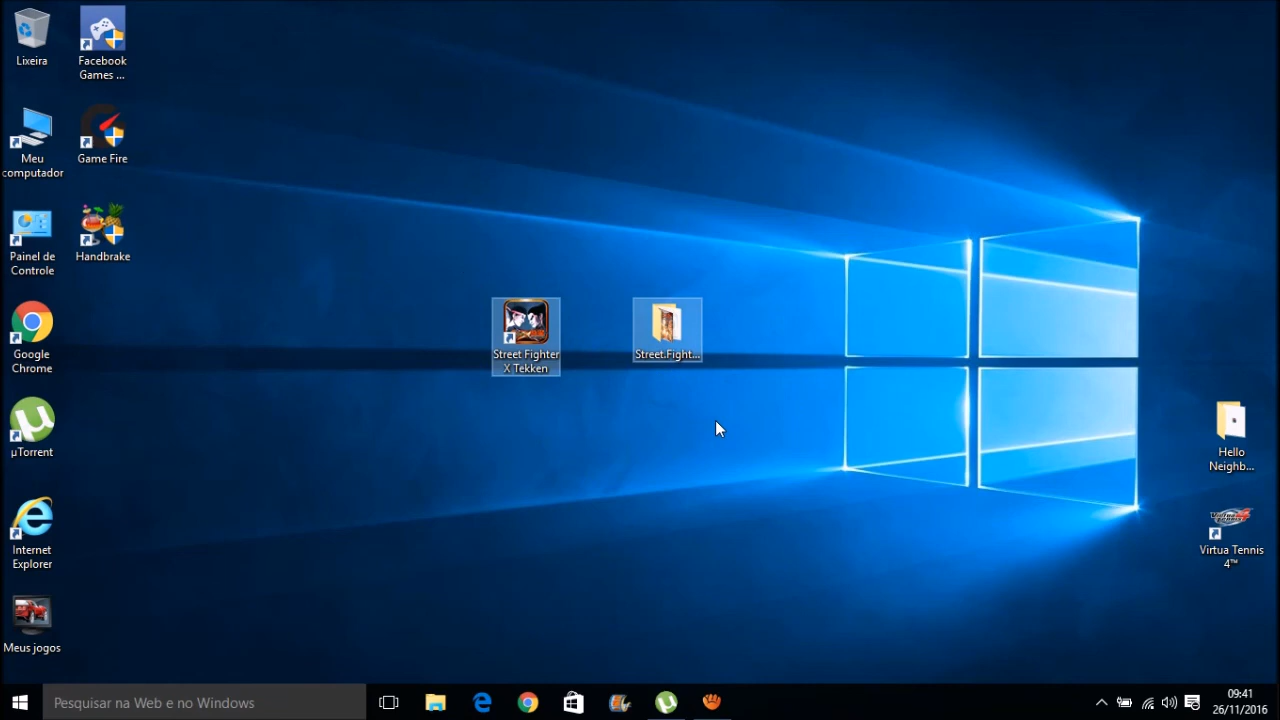 Lixeira
Facebook
Games ...
Meu
computador
Game Fire
Painel de
Controle
Handbrake
Google
Chrome
Street Fighter
X Tekken
Street.Fight...
µTorrent
Hello
Neighb...
Internet
Explorer
Virtua Tennis
4™
Meus jogos
Pesquisar na Web e no Windows
09:41
26/11/2016